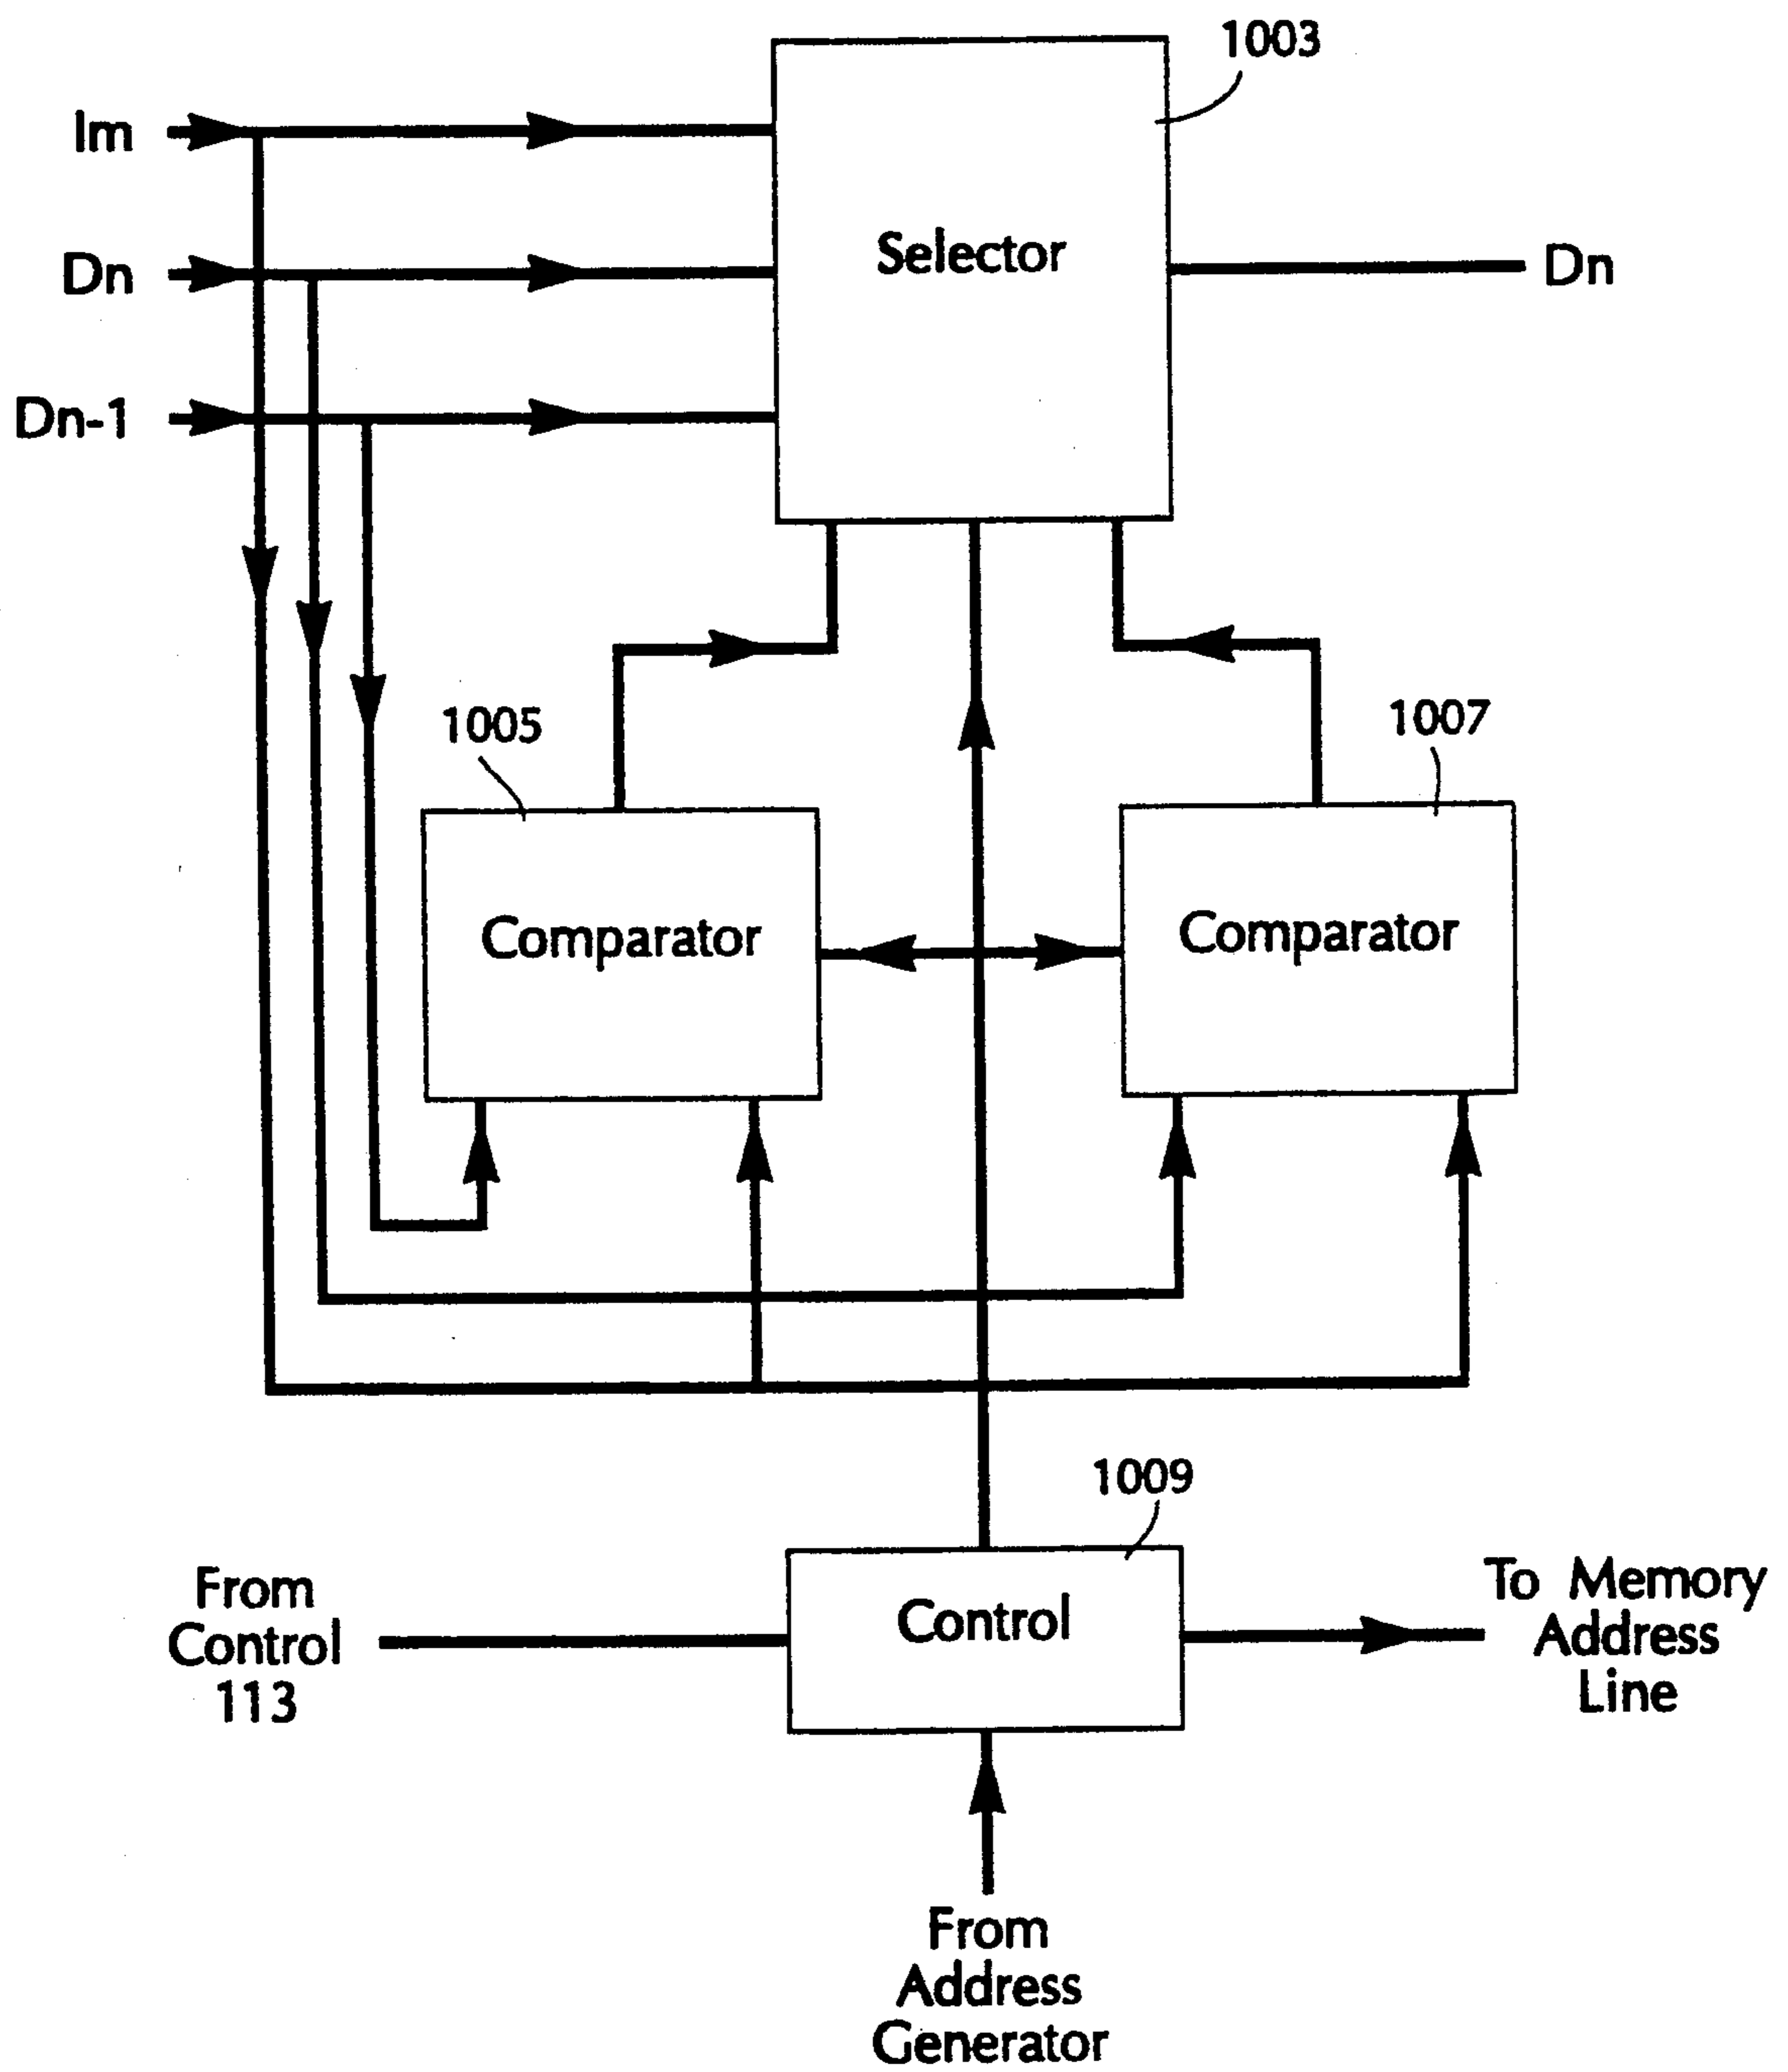 1003
Im
Selector
Dn
Dn
Dn-1
1005
1007
Comparator
Comparator
1009
From
Control
113
Control
To Memory
Address
Line
From
Address
Generator